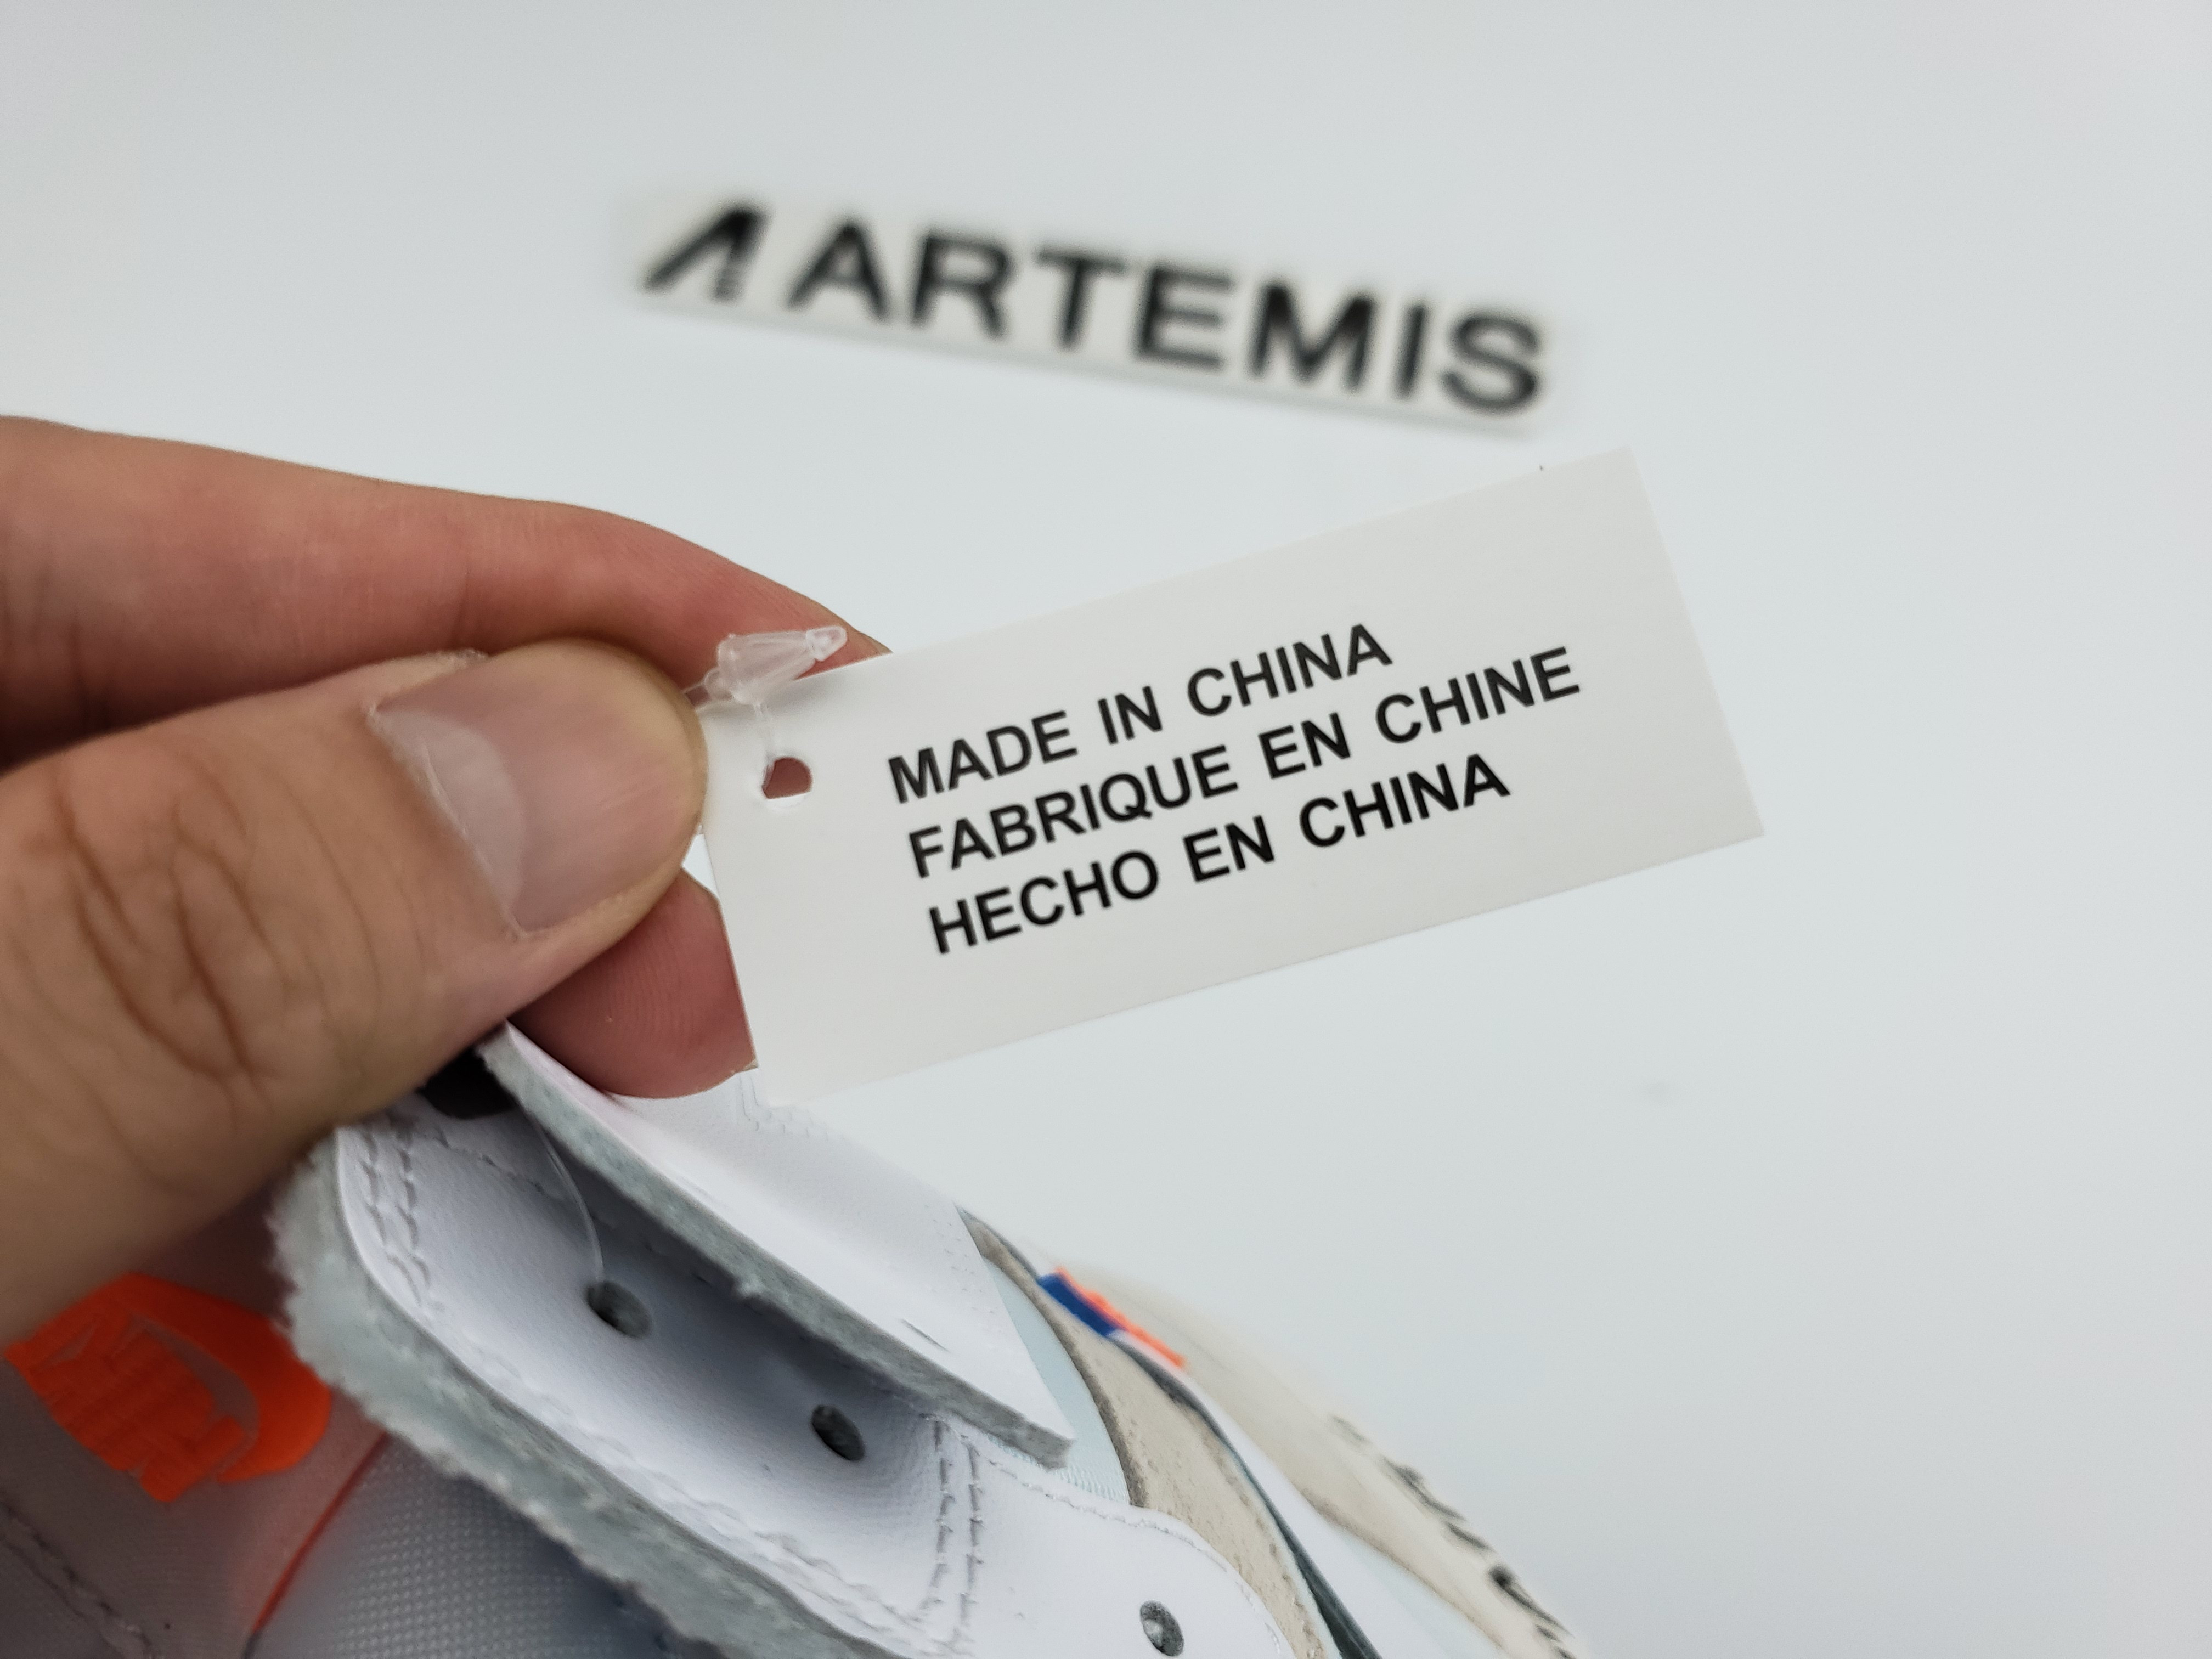 ARTEMIS
MADE IN CHINA
FABRIQUE EN CHINE
HECHO EN CHINA